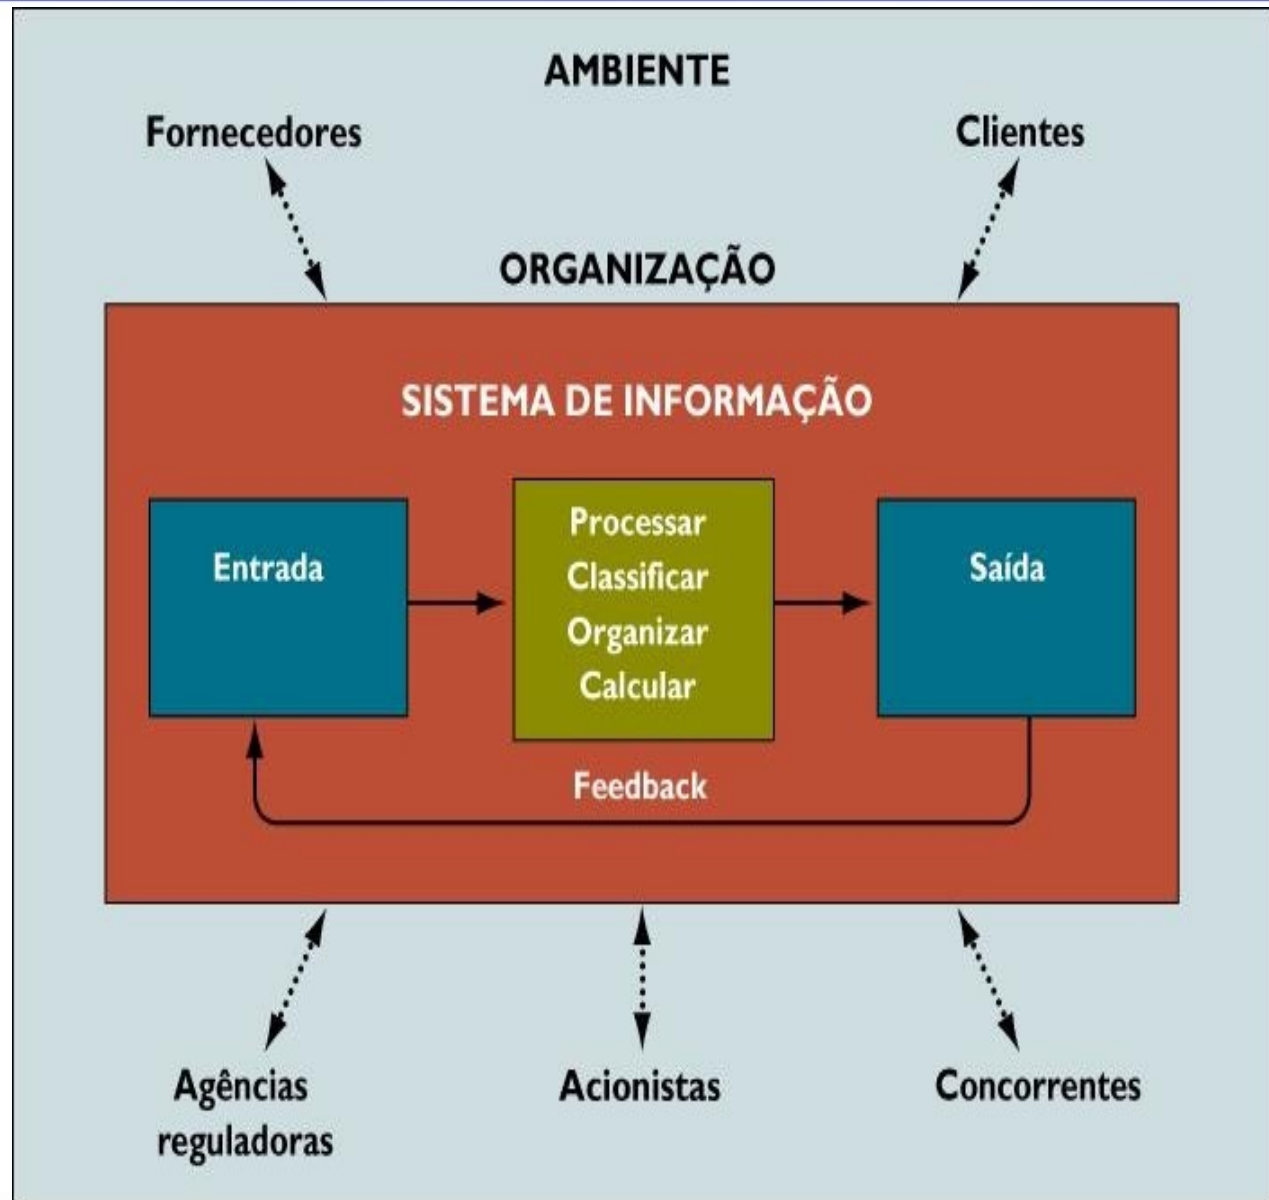 AMBIENTE
Fornecedores
Clientes
ORGANIZAÇÃO
SISTEMA DE INFORMAÇÃO
Entrada
Processar
Classificar
Organizar
Calcular
Saída
Feedback
Agências
reguladoras
Acionistas
Concorrentes